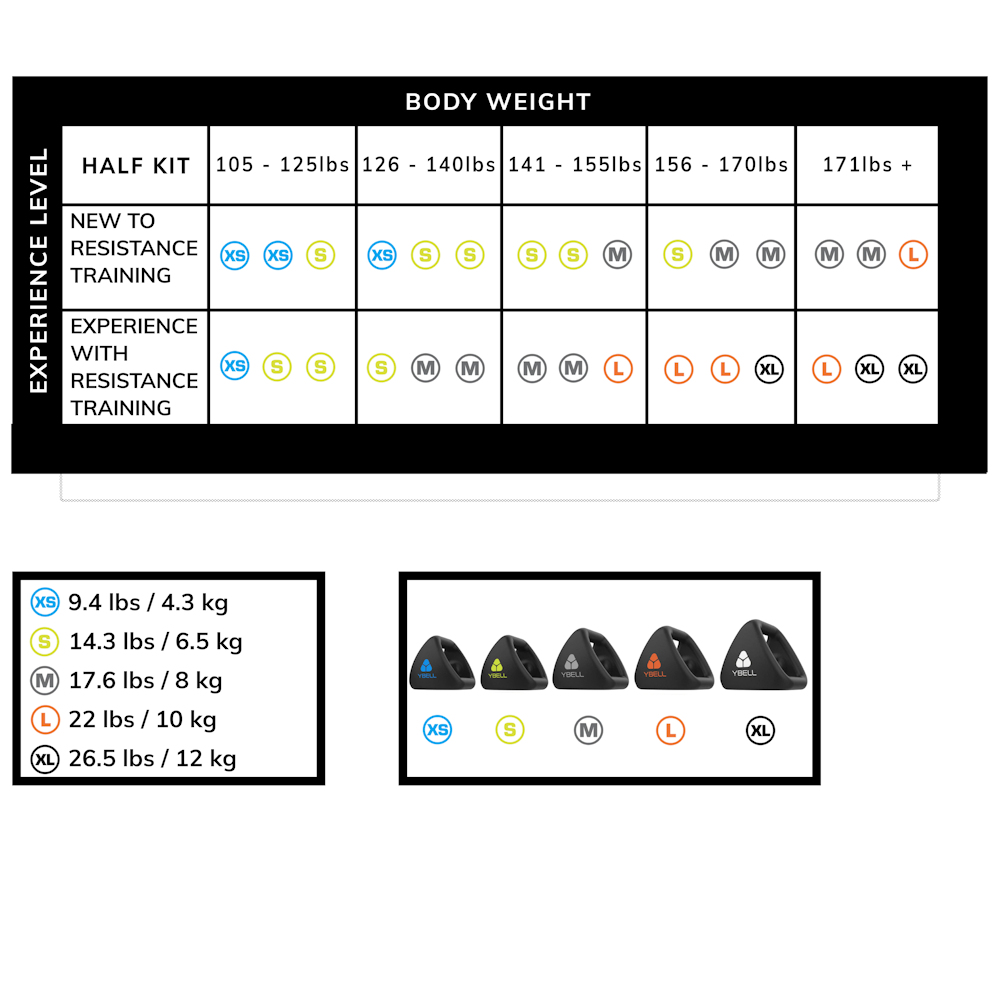 BODY WEIGHT
EXPERIENCE LEVEL
HALF KIT 105 - 125lbs 126 - 140lbs 141 - 155lbs 156 - 170lbs 171lbs +
NEW TO
RESISTANCE
TRAINING
XS XS S XS S S S S M S M M M M L
EXPERIENCE
WITH
RESISTANCE
TRAINING
XS S S S M M M M L L L XL L XL XL
XS 9.4 lbs / 4.3 kg
S 14.3 lbs / 6.5 kg
M 17.6 lbs / 8 kg
L 22 lbs / 10 kg
XL 26.5 lbs / 12 kg
YBELL YBELL YBELL YBELL YBELL
XS S M L XL